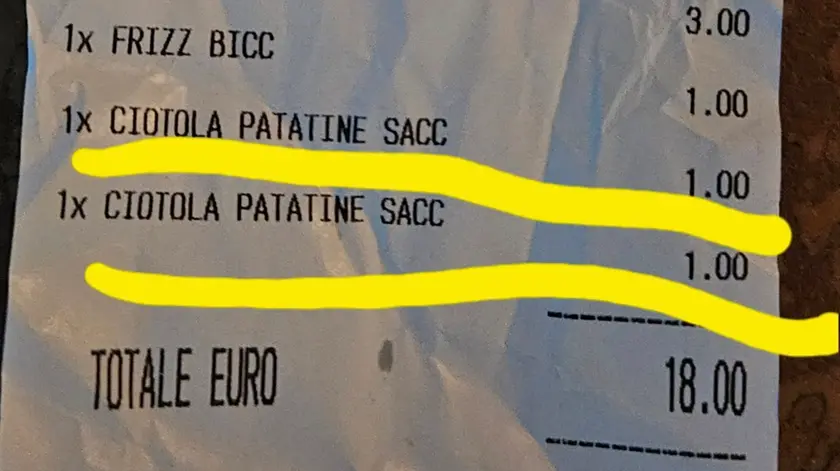 3.00
1x FRIZZ BICC
1.00
1x CIOTOLA PATATINE SACC
1.00
1x CIOTOLA PATATINE SACC
1.00
TOTALE EURO 18.00